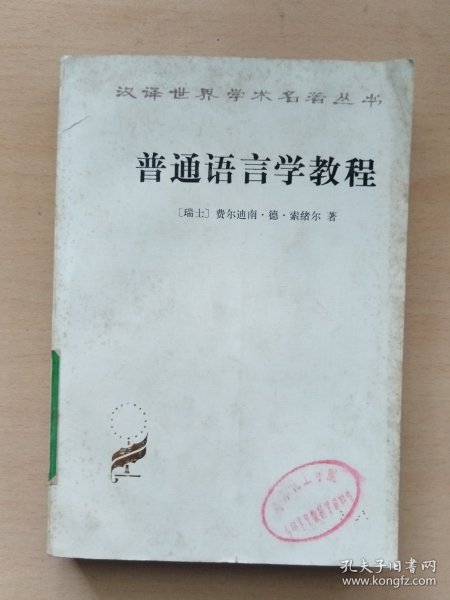 汉译世界学术名著丛书
普通语言学教程
〔瑞士〕费尔迪南·德·索绪尔 著
孔夫子旧书网
www.kongfz.com